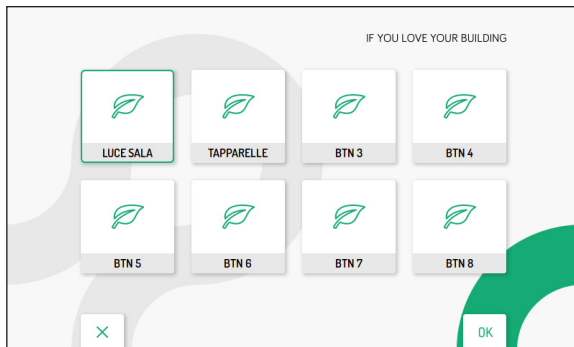 IF YOU LOVE YOUR BUILDING
LUCE SALA
TAPPARELLE
BTN 3
BTN 4
BTN 5
BTN 6
BTN 7
BTN 8
OK